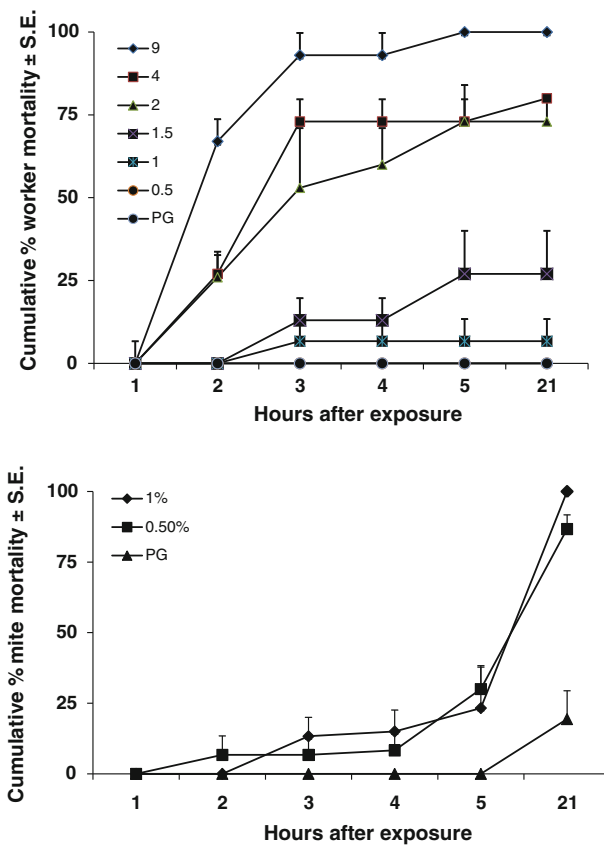 Cumulative % worker mortality ± S.E.
100
75
50
25
0
9
4
2
1.5
1
0.5
PG
1 2 3 4 5 21
Hours after exposure
Cumulative % mite mortality ± S.E.
100
75
50
25
0
1%
0.50%
PG
1 2 3 4 5 21
Hours after exposure